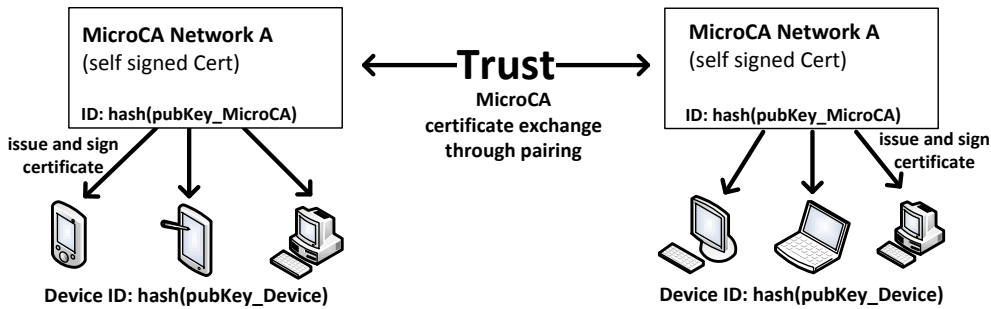 MicroCA Network A
(self signed Cert)
ID: hash(pubKey_MicroCA)
issue and sign
certificate
Device ID: hash(pubKey_Device)
Trust
MicroCA
certificate exchange
through pairing
MicroCA Network A
(self signed Cert)
ID: hash(pubKey_MicroCA)
issue and sign
certificate
Device ID: hash(pubKey_Device)